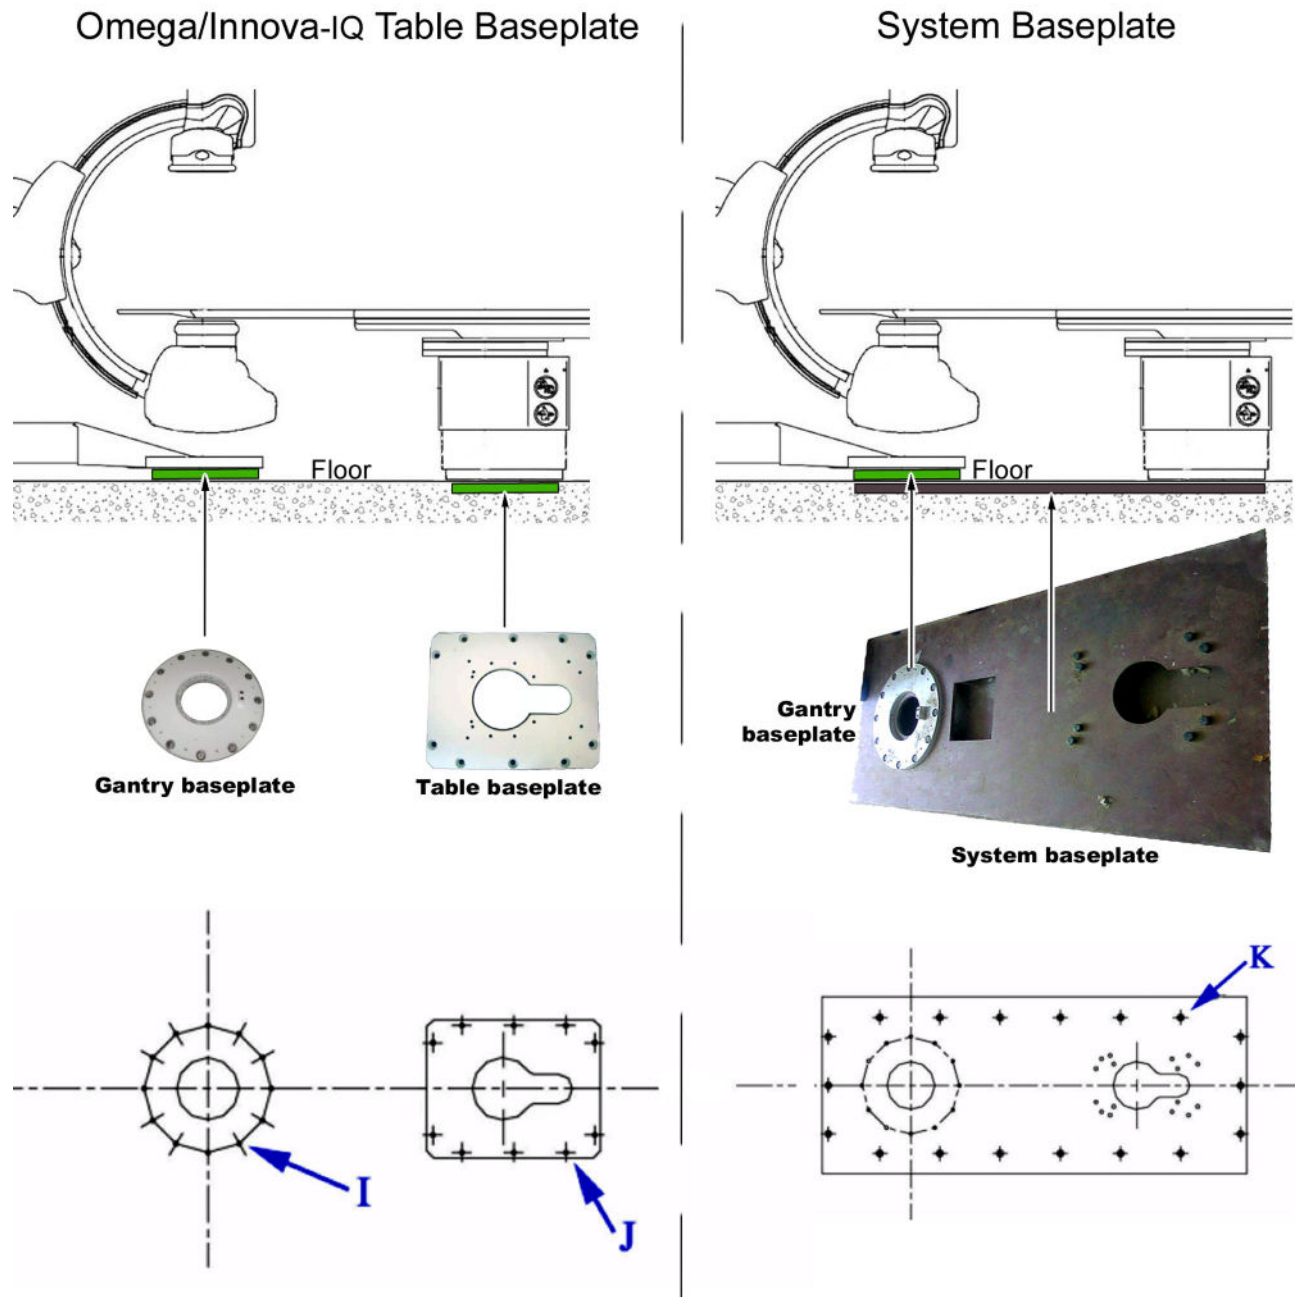 Omega/Innova-IQ Table Baseplate
System Baseplate
Floor
Floor
Gantry baseplate
Table baseplate
Gantry
baseplate
System baseplate
I
J
K